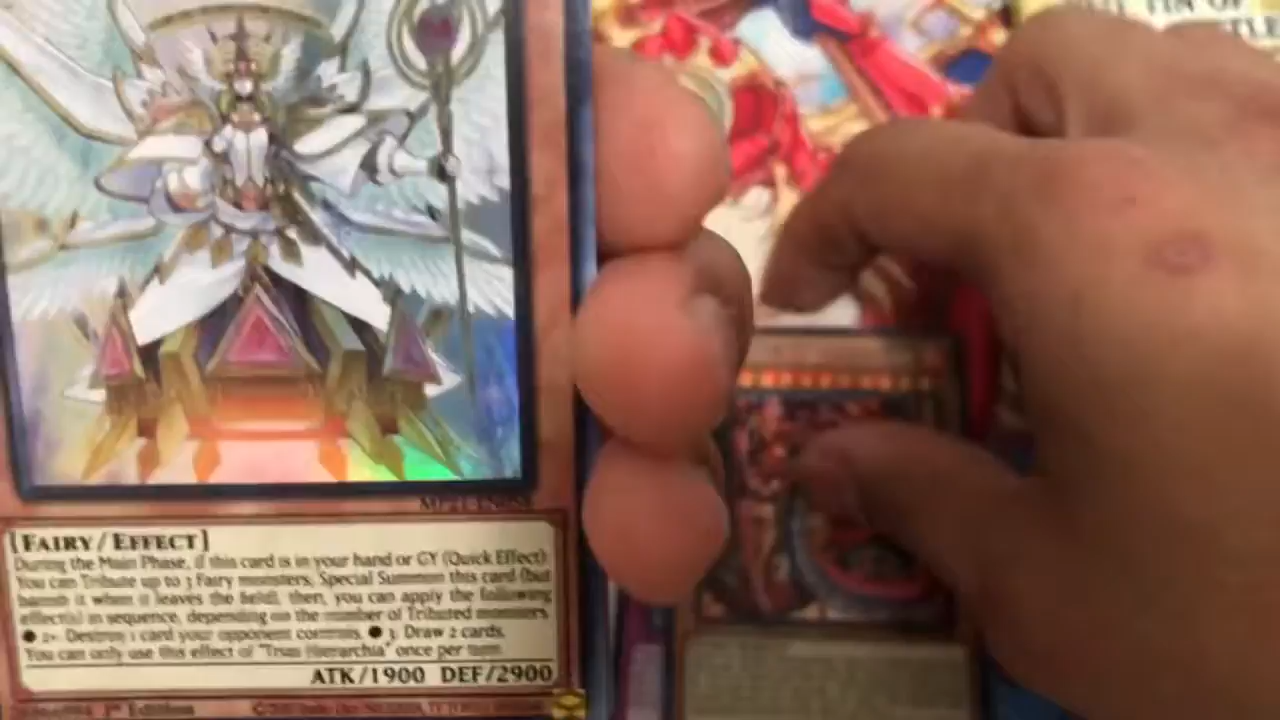 TIN OF
TLE
[FAIRY/EFFECT]
During the Main Phase, if this card is in your hand or GY (Quick Effect):
You can Tribute up to 3 Fairy monsters, Special Summon this card (but
banish it when it leaves the field), then, you can apply the following
effect(s) in sequence, depending on the number of Tributed monsters.
● 2+: Destroy 1 card your opponent controls. ● 3: Draw 2 cards.
You can only use this effect of "Trias Hierarchia" once per turn.
ATK/1900 DEF/2900
1st Edition